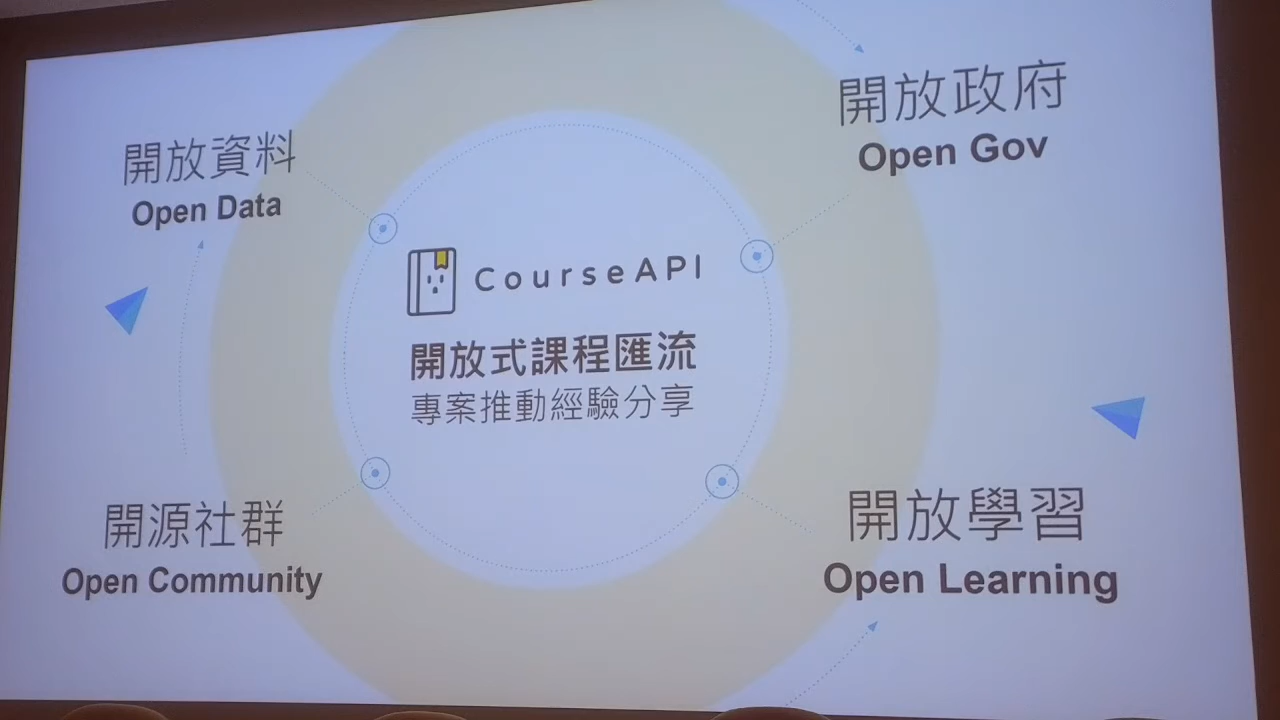 開放資料
Open Data
開放政府
Open Gov
CourseAPI
開放式課程匯流
專案推動經驗分享
開源社群
Open Community
開放學習
Open Learning